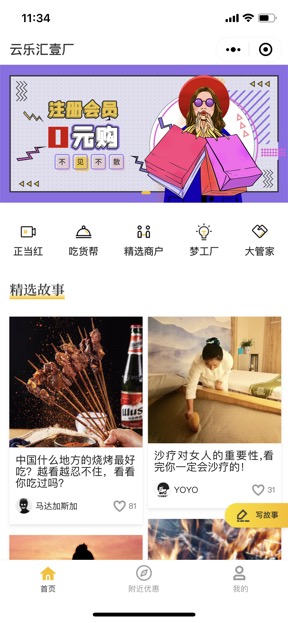 11:34
云乐汇壹厂
注册会员
1元购
不 见 不 散
正当红
吃货帮
精选商户
梦工厂
大管家
精选故事
中国什么地方的烧烤最好
吃？越看越忍不住，看看
你吃过吗？
马达加斯加
81
沙疗对女人的重要性,看
完你一定会沙疗的！
YOYO
31
写故事
首页
附近优惠
我的